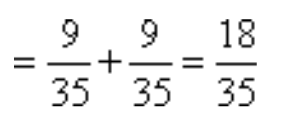 = 9/35 + 9/35 = 18/35